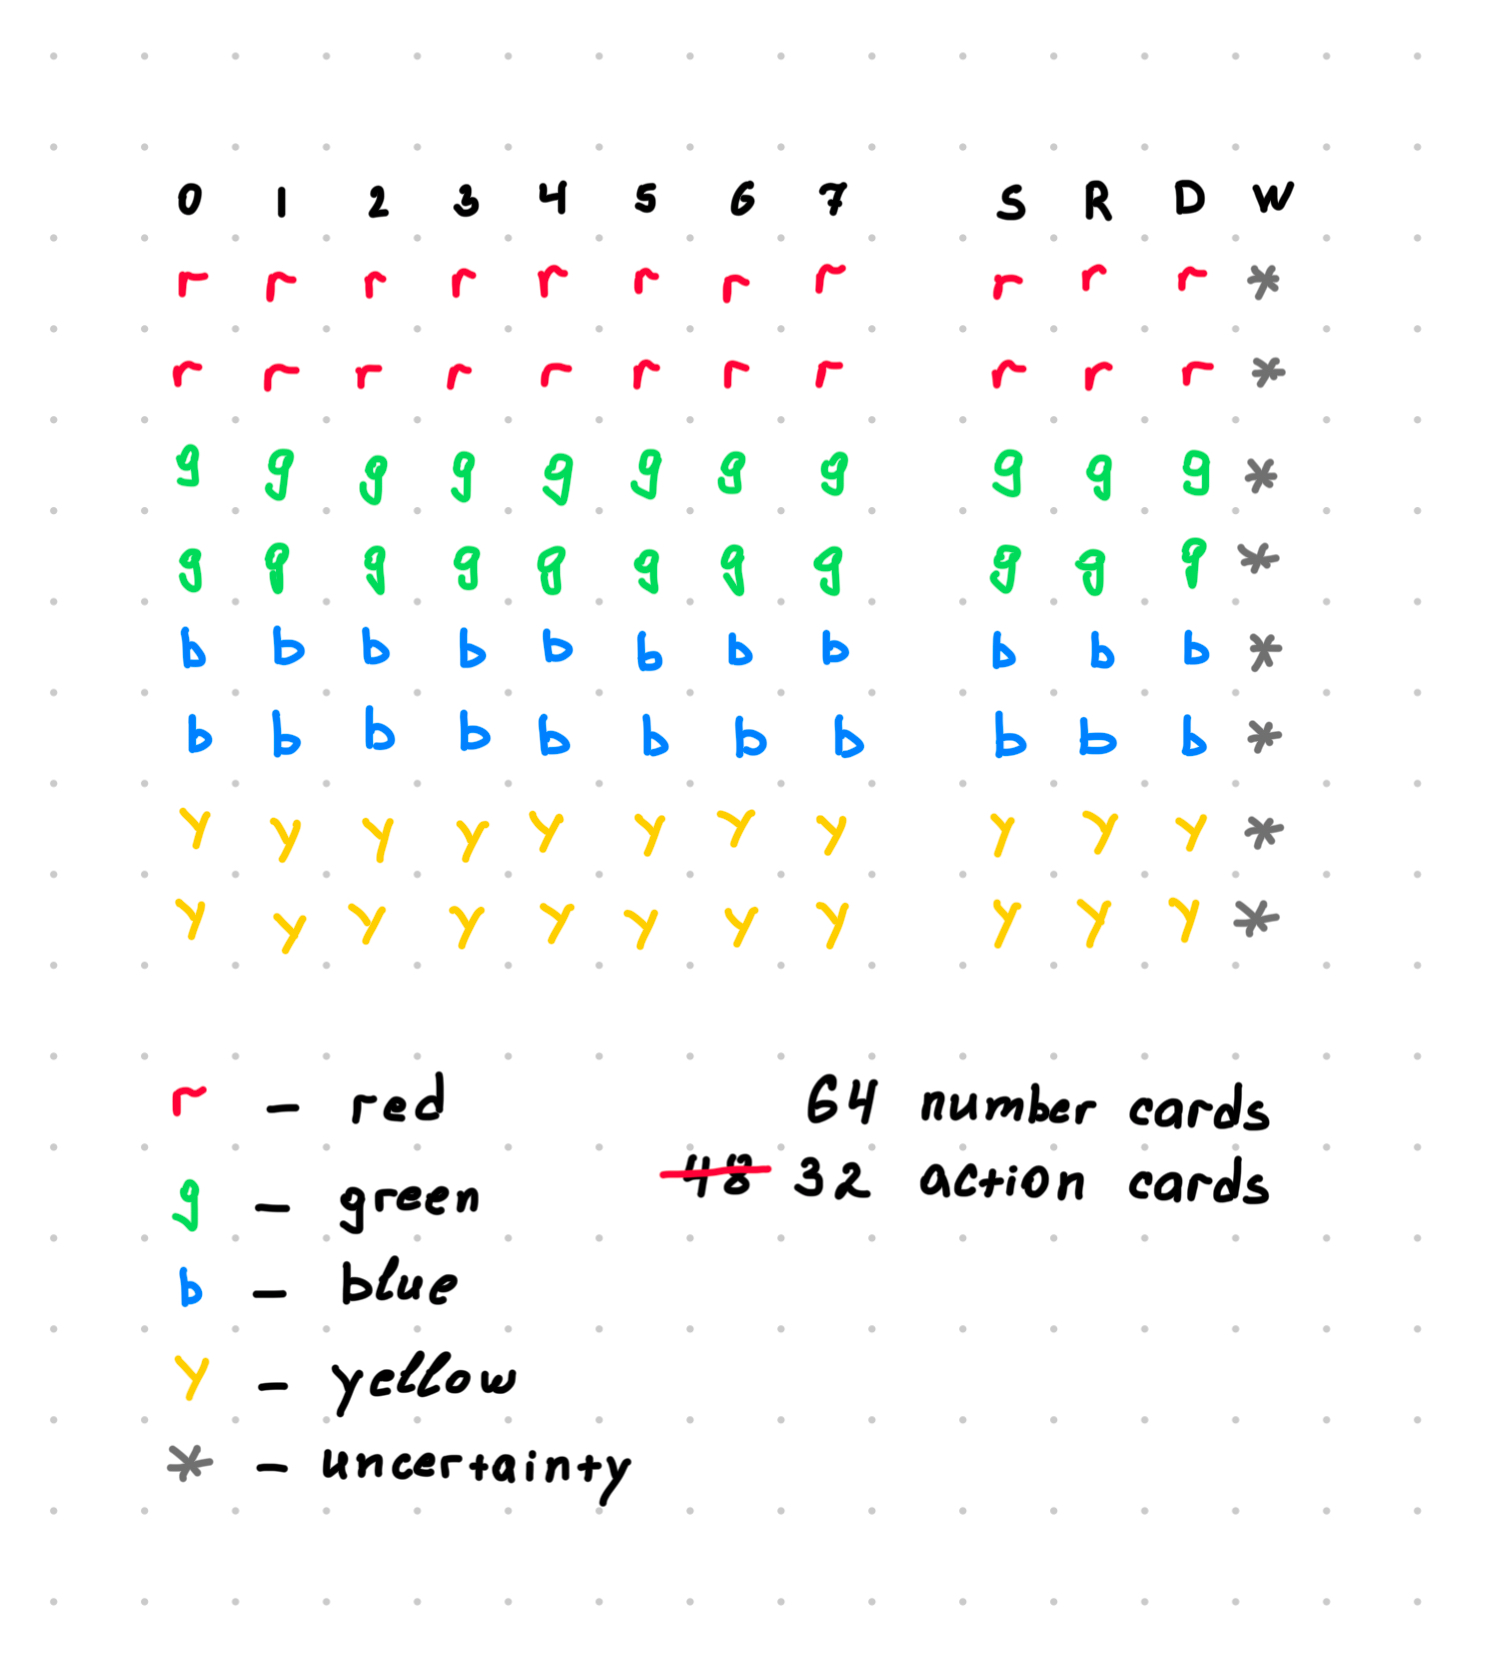 0 1 2 3 4 5 6 7 S R D W
r r r r r r r r r r r *
r r r r r r r r r r r *
g g g g g g g g g g g *
g g g g g g g g g g g *
b b b b b b b b b b b *
b b b b b b b b b b b *
y y y y y y y y y y y *
y y y y y y y y y y y *
r - red
g - green
b - blue
y - yellow
* - uncertainty
64 number cards
48 32 action cards